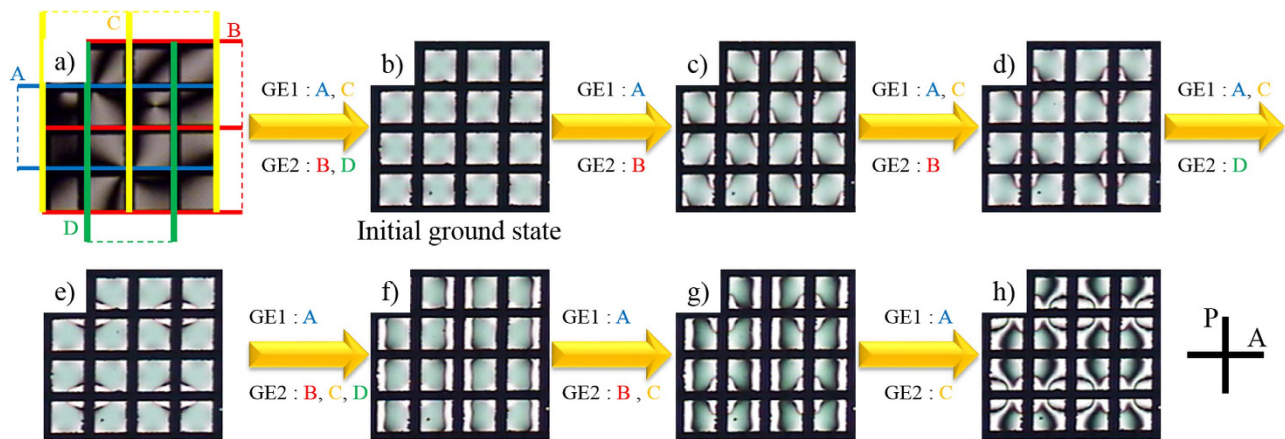 C
B
a)
A
D
GE1 : A, C
GE2 : B, D
b)
Initial ground state
GE1 : A
GE2 : B
c)
GE1 : A, C
GE2 : B
d)
GE1 : A, C
GE2 : D
e)
GE1 : A
GE2 : B, C, D
f)
GE1 : A
GE2 : B , C
g)
GE1 : A
GE2 : C
h)
P
A